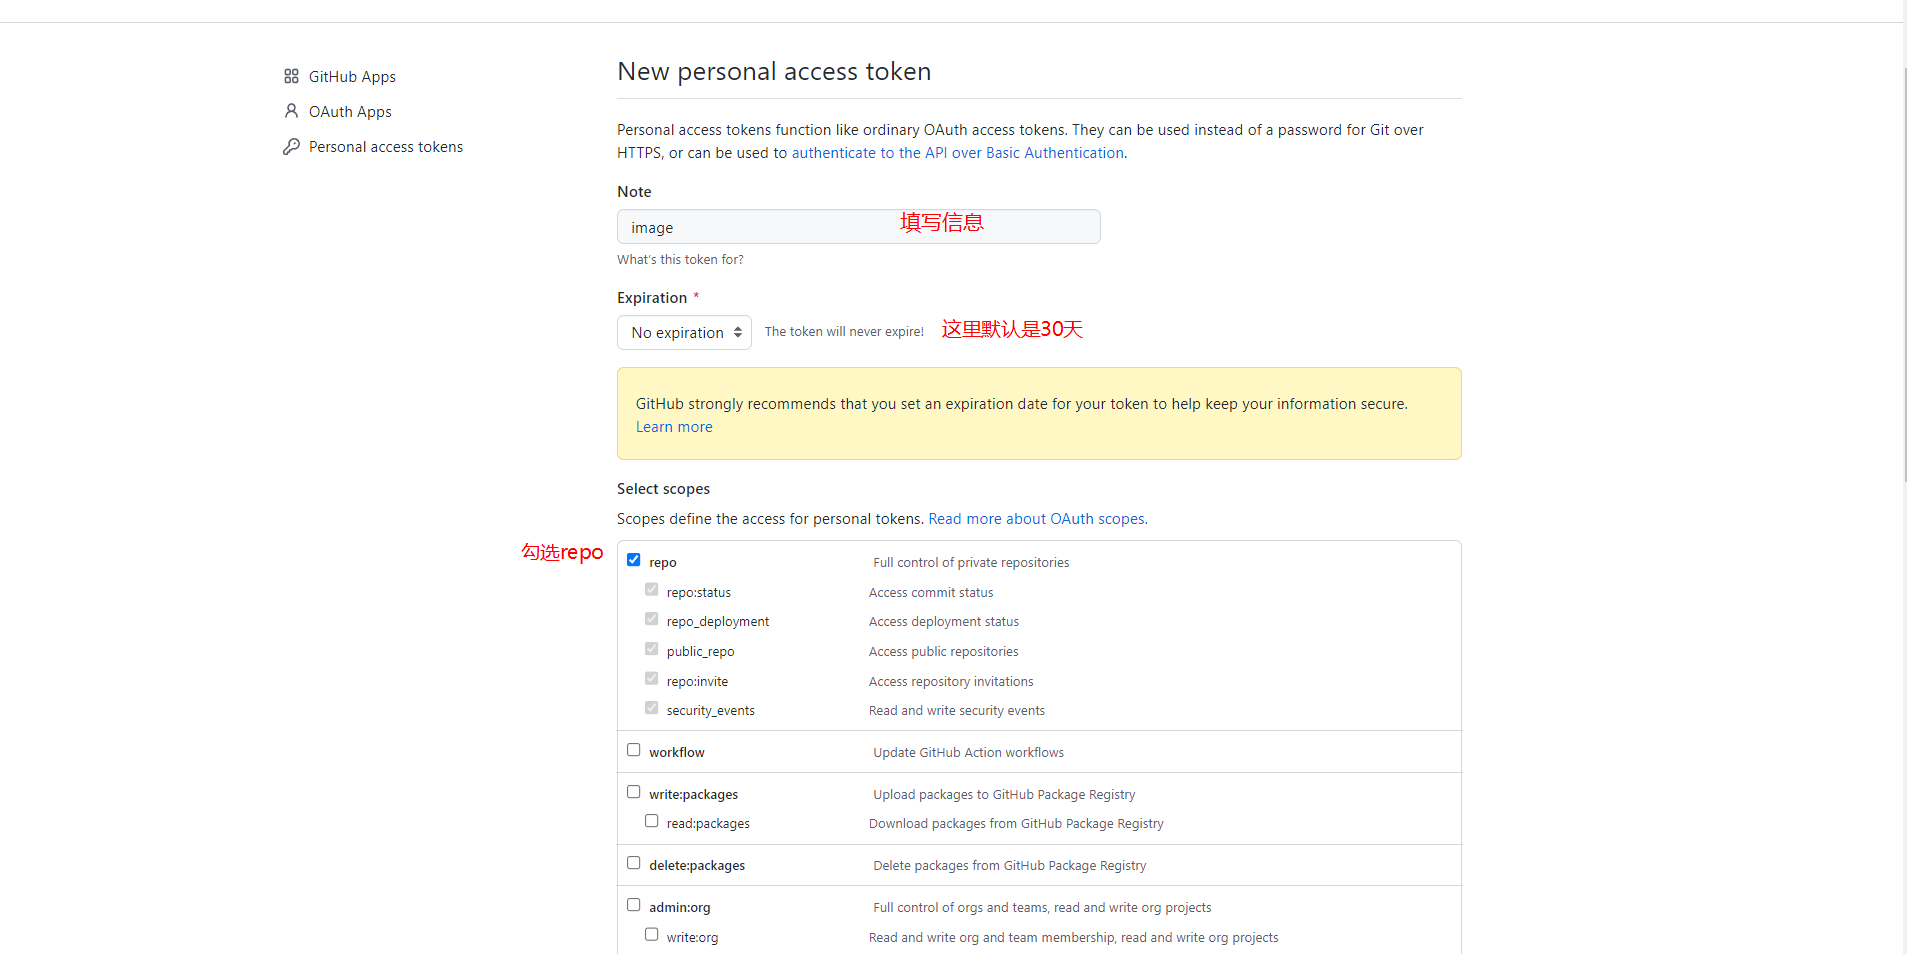 GitHub Apps
OAuth Apps
Personal access tokens
New personal access token
Personal access tokens function like ordinary OAuth access tokens. They can be used instead of a password for Git over
HTTPS, or can be used to authenticate to the API over Basic Authentication.
Note
image 填写信息
What's this token for?
Expiration *
No expiration The token will never expire! 这里默认是30天
GitHub strongly recommends that you set an expiration date for your token to help keep your information secure.
Learn more
Select scopes
Scopes define the access for personal tokens. Read more about OAuth scopes.
勾选repo
repo Full control of private repositories
repo:status Access commit status
repo_deployment Access deployment status
public_repo Access public repositories
repo:invite Access repository invitations
security_events Read and write security events
workflow Update GitHub Action workflows
write:packages Upload packages to GitHub Package Registry
read:packages Download packages from GitHub Package Registry
delete:packages Delete packages from GitHub Package Registry
admin:org Full control of orgs and teams, read and write org projects
write:org Read and write org and team membership, read and write org projects